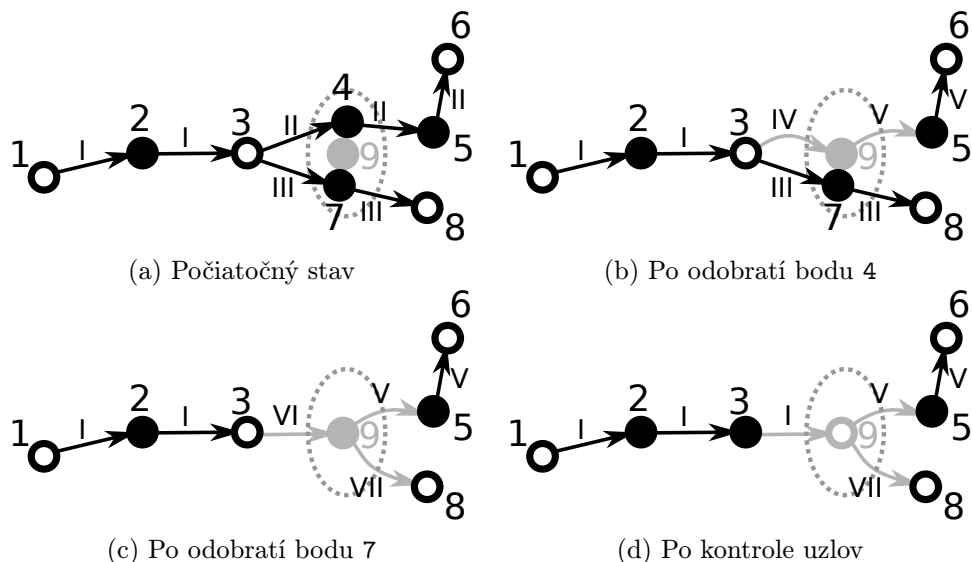 6
4
2
3
II
II
II
1
I
I
5
9
III
III
7
8
(a) Počiatočný stav
6
2
3
IV
V
V
1
I
I
5
9
III
III
7
8
(b) Po odobratí bodu 4
6
2
3
VI
V
V
1
I
I
5
9
VII
8
(c) Po odobratí bodu 7
6
2
3
I
V
V
1
I
I
5
9
VII
8
(d) Po kontrole uzlov